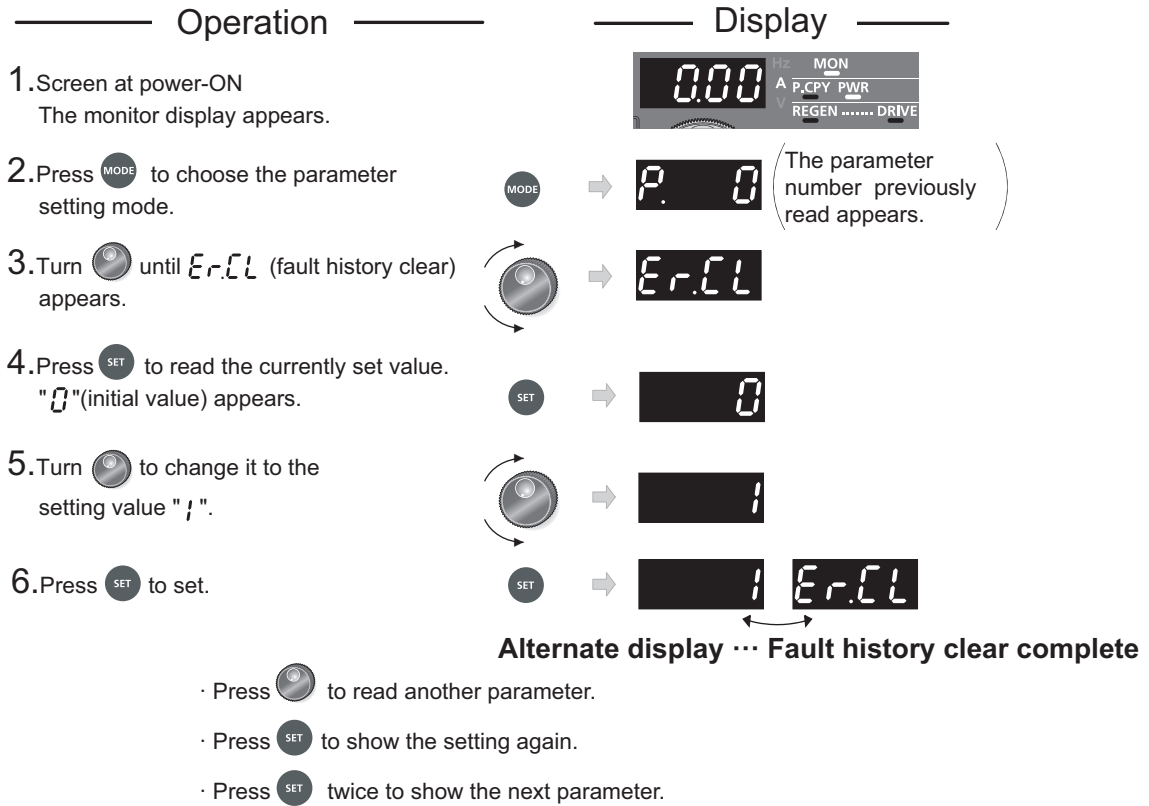 Operation
Display
1.Screen at power-ON
The monitor display appears.
0.00
Hz
A
V
MON
P.CPY PWR
REGEN ....... DRIVE
2.Press MODE to choose the parameter
setting mode.
MODE
P. 0
The parameter
number previously
read appears.
3.Turn until Er.CL (fault history clear)
appears.
Er.CL
4.Press SET to read the currently set value.
"0"(initial value) appears.
SET
0
5.Turn to change it to the
setting value "1".
1
6.Press SET to set.
SET
1 Er.CL
Alternate display ··· Fault history clear complete
· Press to read another parameter.
· Press SET to show the setting again.
· Press SET twice to show the next parameter.